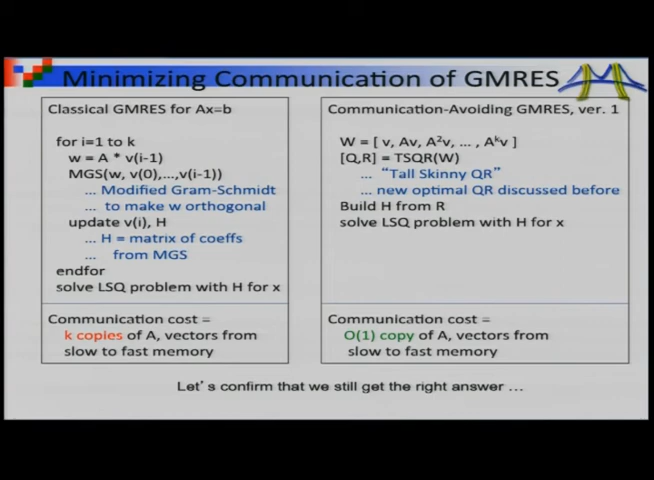 Minimizing Communication of GMRES
Classical GMRES for Ax=b
for i=1 to k
w = A * v(i-1)
MGS(w, v(0),...,v(i-1))
... Modified Gram-Schmidt
... to make w orthogonal
update v(i), H
... H = matrix of coeffs
... from MGS
endfor
solve LSQ problem with H for x
Communication cost =
k copies of A, vectors from
slow to fast memory
Communication-Avoiding GMRES, ver. 1
W = [ v, Av, A²v, ... , Aᵏv ]
[Q,R] = TSQR(W)
... “Tall Skinny QR”
... new optimal QR discussed before
Build H from R
solve LSQ problem with H for x
Communication cost =
O(1) copy of A, vectors from
slow to fast memory
Let’s confirm that we still get the right answer ...